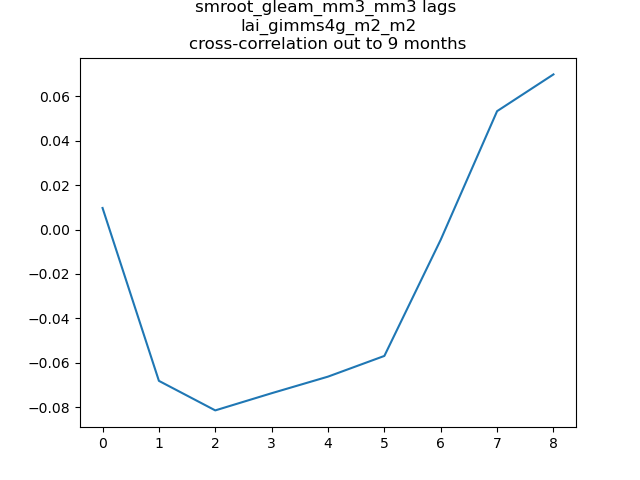 smroot_gleam_mm3_mm3 lags
lai_gimms4g_m2_m2
cross-correlation out to 9 months
0.06
0.04
0.02
0.00
−0.02
−0.04
−0.06
−0.08
0 1 2 3 4 5 6 7 8